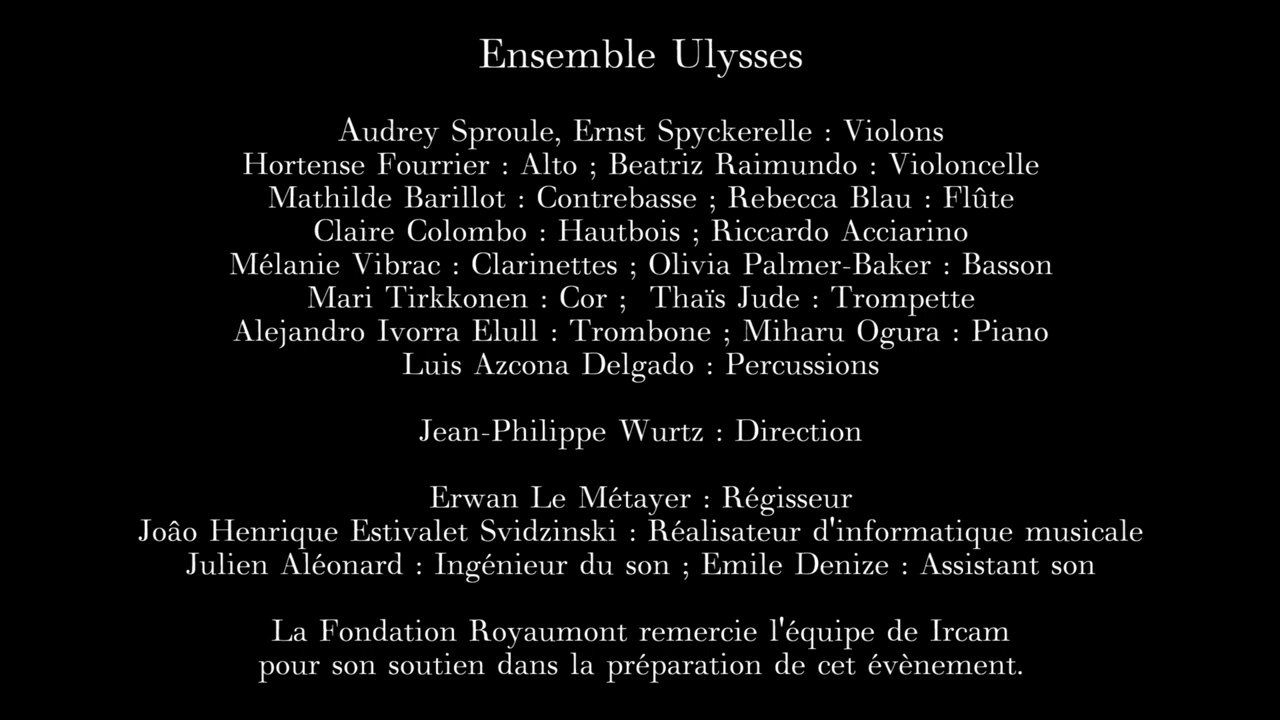 Ensemble Ulysses
Audrey Sproule, Ernst Spyckerelle : Violons
Hortense Fourrier : Alto ; Beatriz Raimundo : Violoncelle
Mathilde Barillot : Contrebasse ; Rebecca Blau : Flûte
Claire Colombo : Hautbois ; Riccardo Acciarino
Mélanie Vibrac : Clarinettes ; Olivia Palmer-Baker : Basson
Mari Tirkkonen : Cor ;  Thaïs Jude : Trompette
Alejandro Ivorra Elull : Trombone ; Miharu Ogura : Piano
Luis Azcona Delgado : Percussions
Jean-Philippe Wurtz : Direction
Erwan Le Métayer : Régisseur
Joâo Henrique Estivalet Svidzinski : Réalisateur d'informatique musicale
Julien Aléonard : Ingénieur du son ; Emile Denize : Assistant son
La Fondation Royaumont remercie l'équipe de Ircam
pour son soutien dans la préparation de cet évènement.